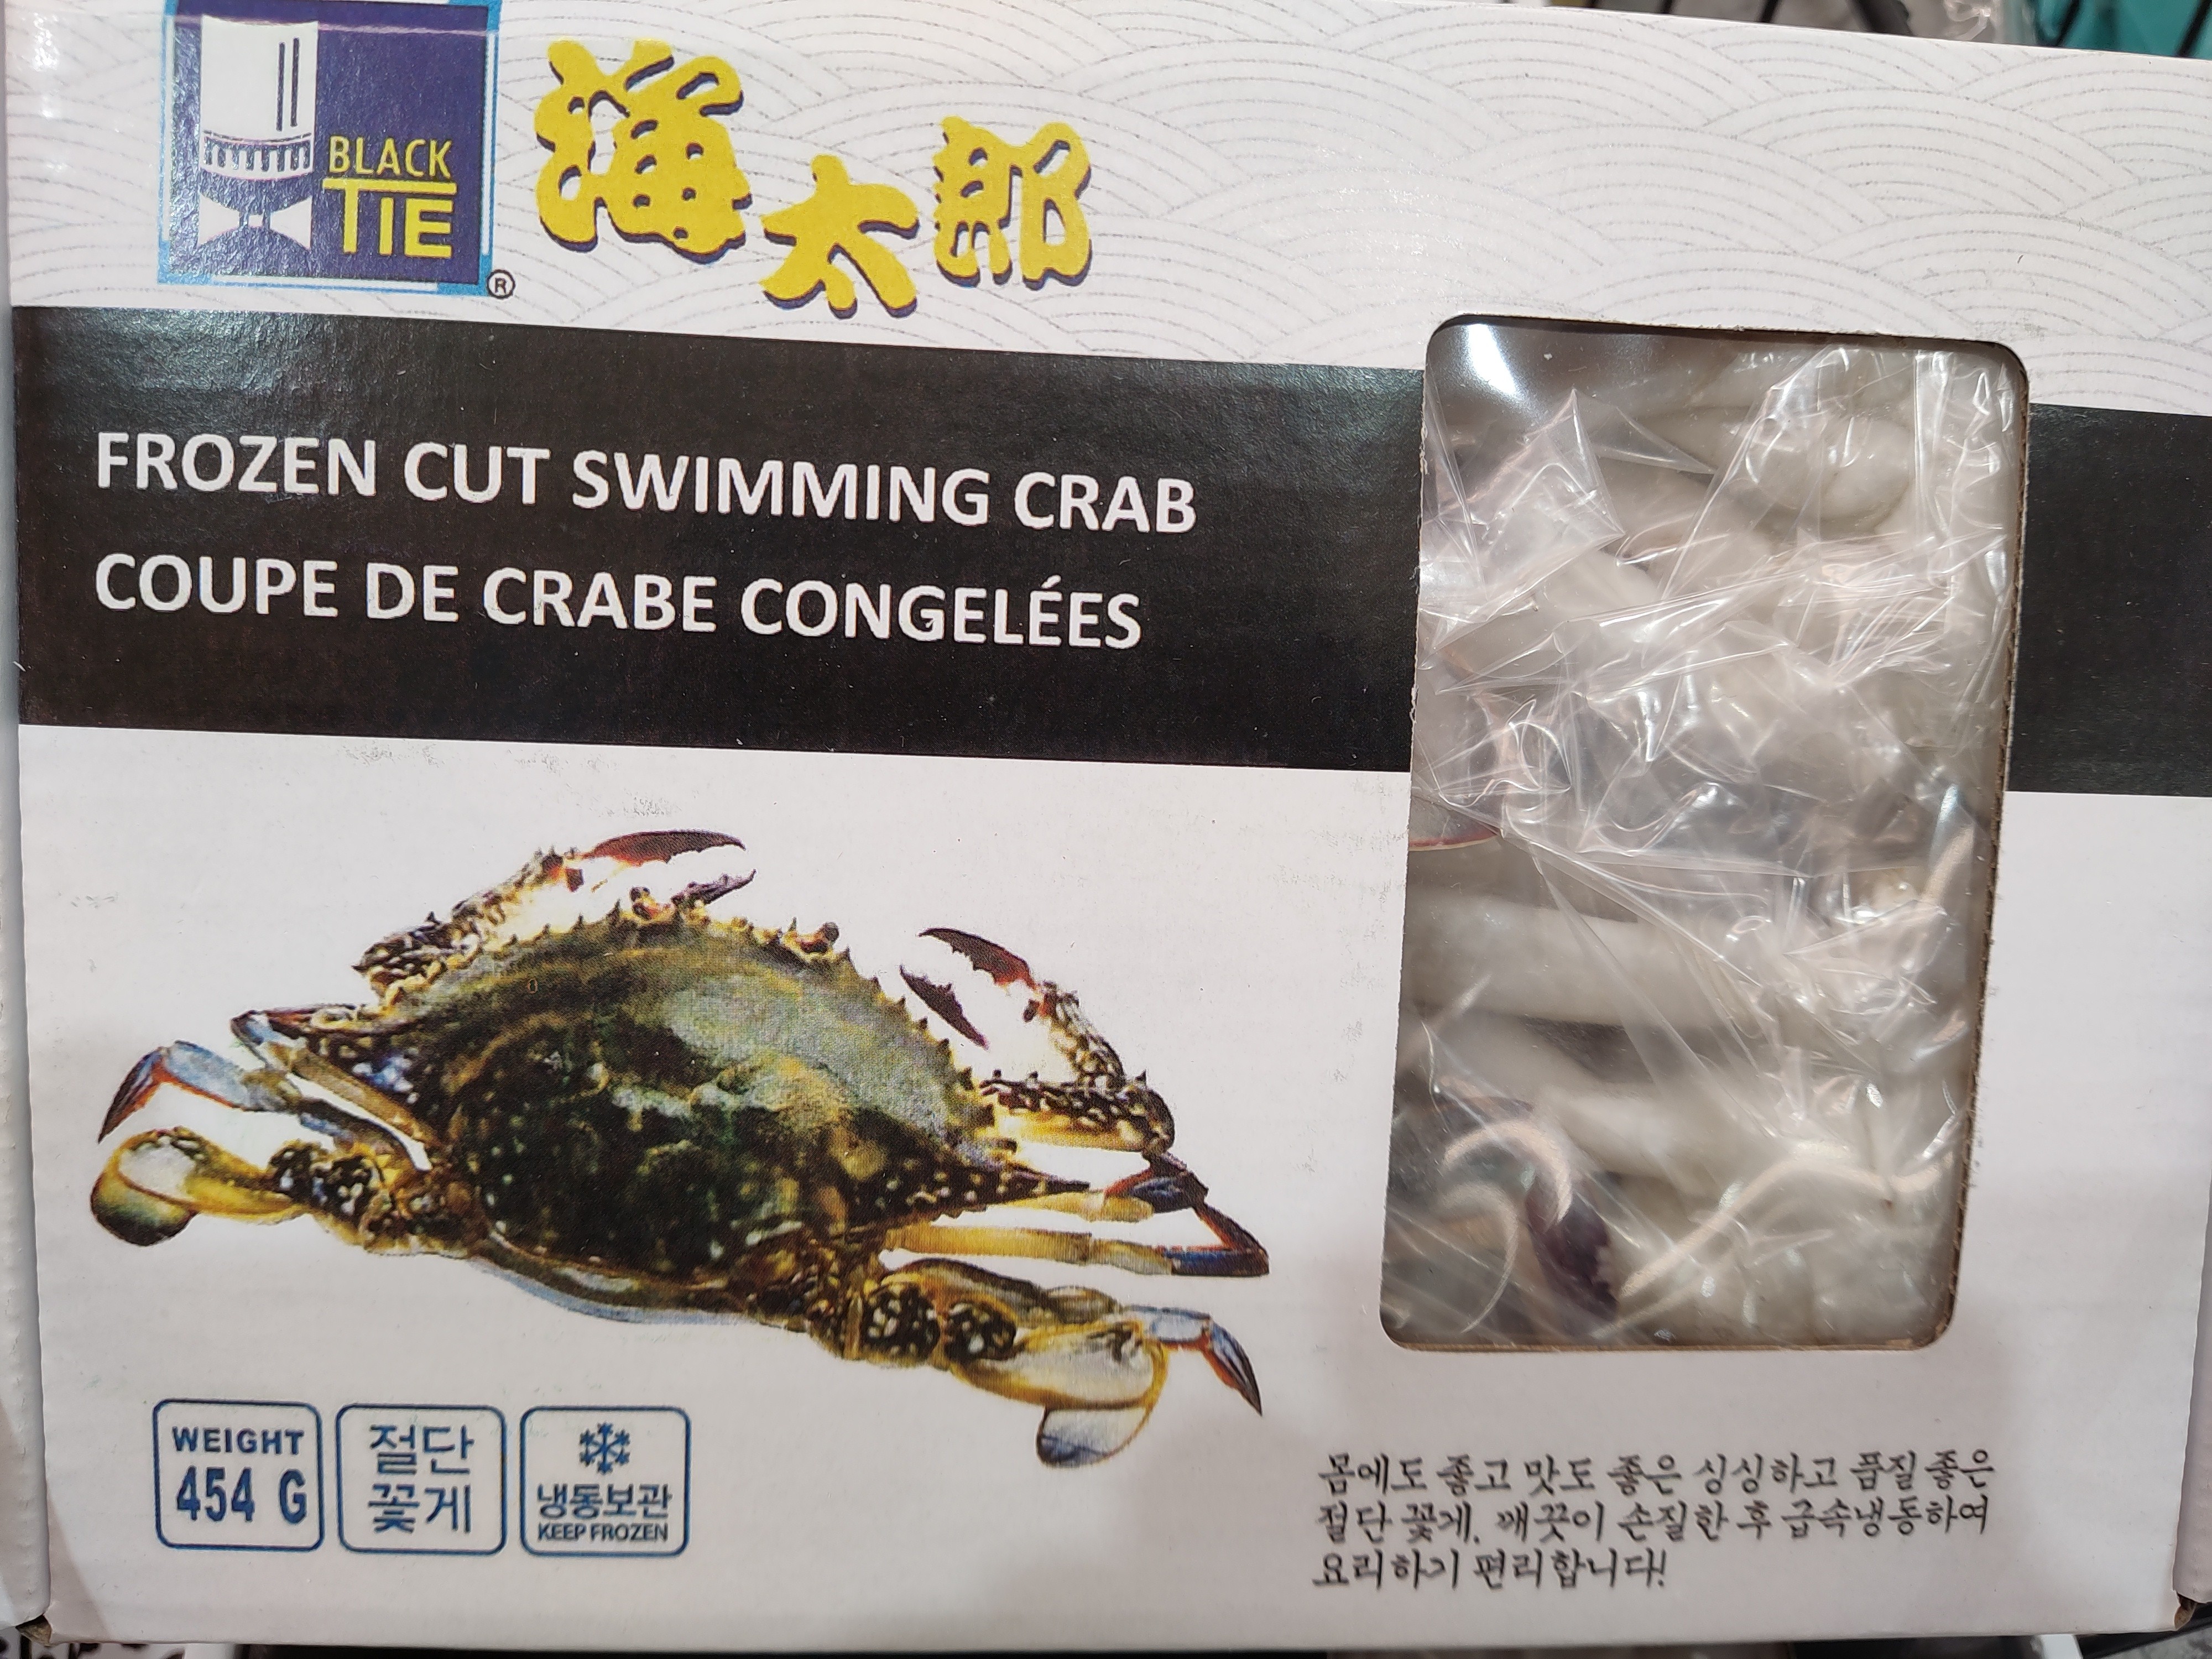 BLACK
TIE
®
海太郎
FROZEN CUT SWIMMING CRAB
COUPE DE CRABE CONGELÉES
WEIGHT
454 G
절단
꽃게
냉동보관
KEEP FROZEN
몸에도 좋고 맛도 좋은 싱싱하고 품질 좋은
절단 꽃게. 깨끗이 손질한 후 급속냉동하여
요리하기 편리합니다!